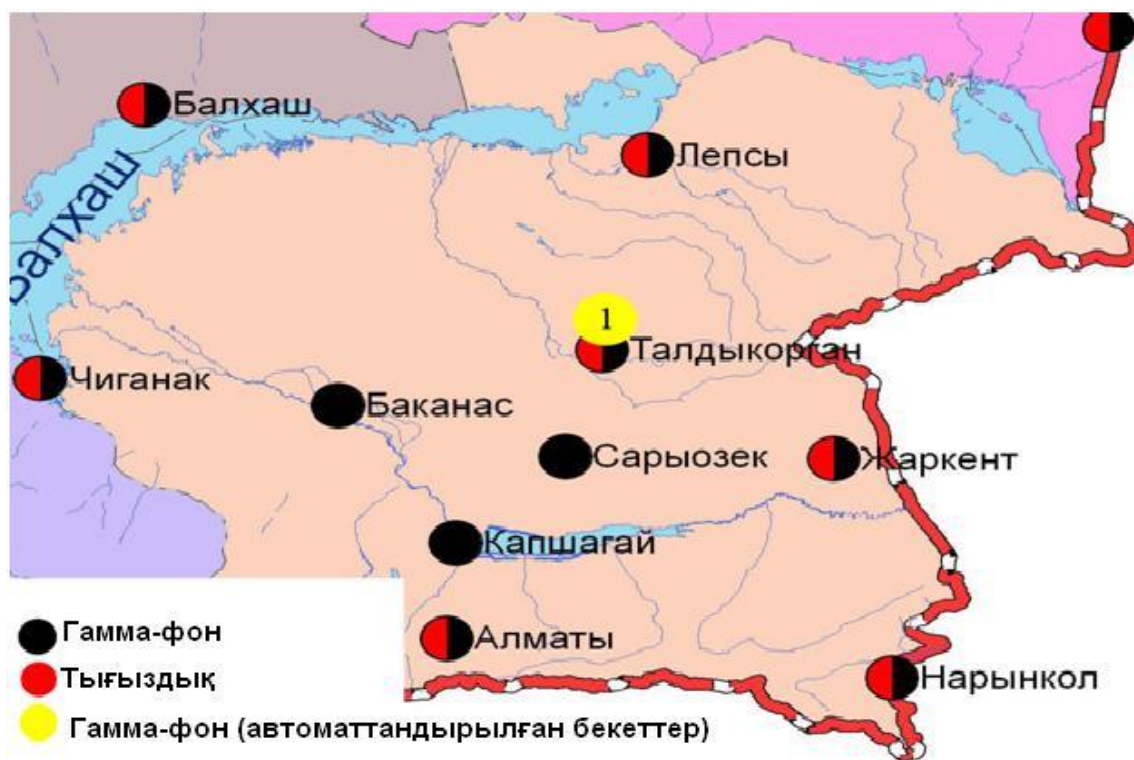 Балхаш
Лепсы
Балхаш
1
Талдыкорган
Чиганак
Баканас
Сарыозек
Жаркент
Капшагай
Алматы
Нарынкол
Гамма-фон
Тығыздық
Гамма-фон (автоматтандырылған бекеттер)